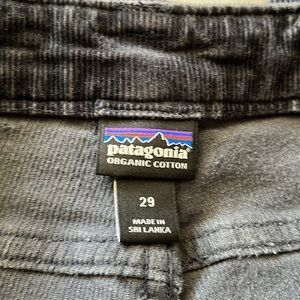 patagonia®
ORGANIC COTTON
29
MADE IN
SRI LANKA